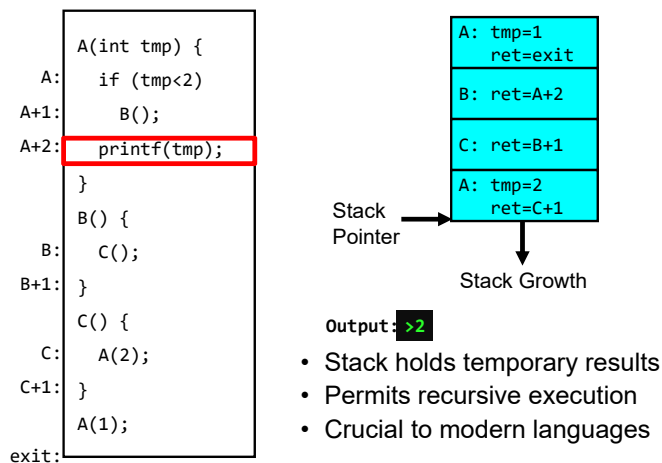 A(int tmp) {
A: if (tmp<2)
A+1: B();
A+2: printf(tmp);
}
B() {
B: C();
B+1: }
C() {
C: A(2);
C+1: }
A(1);
exit:
A: tmp=1
ret=exit
B: ret=A+2
C: ret=B+1
A: tmp=2
ret=C+1
Stack
Pointer
Stack Growth
Output: >2
• Stack holds temporary results
• Permits recursive execution
• Crucial to modern languages